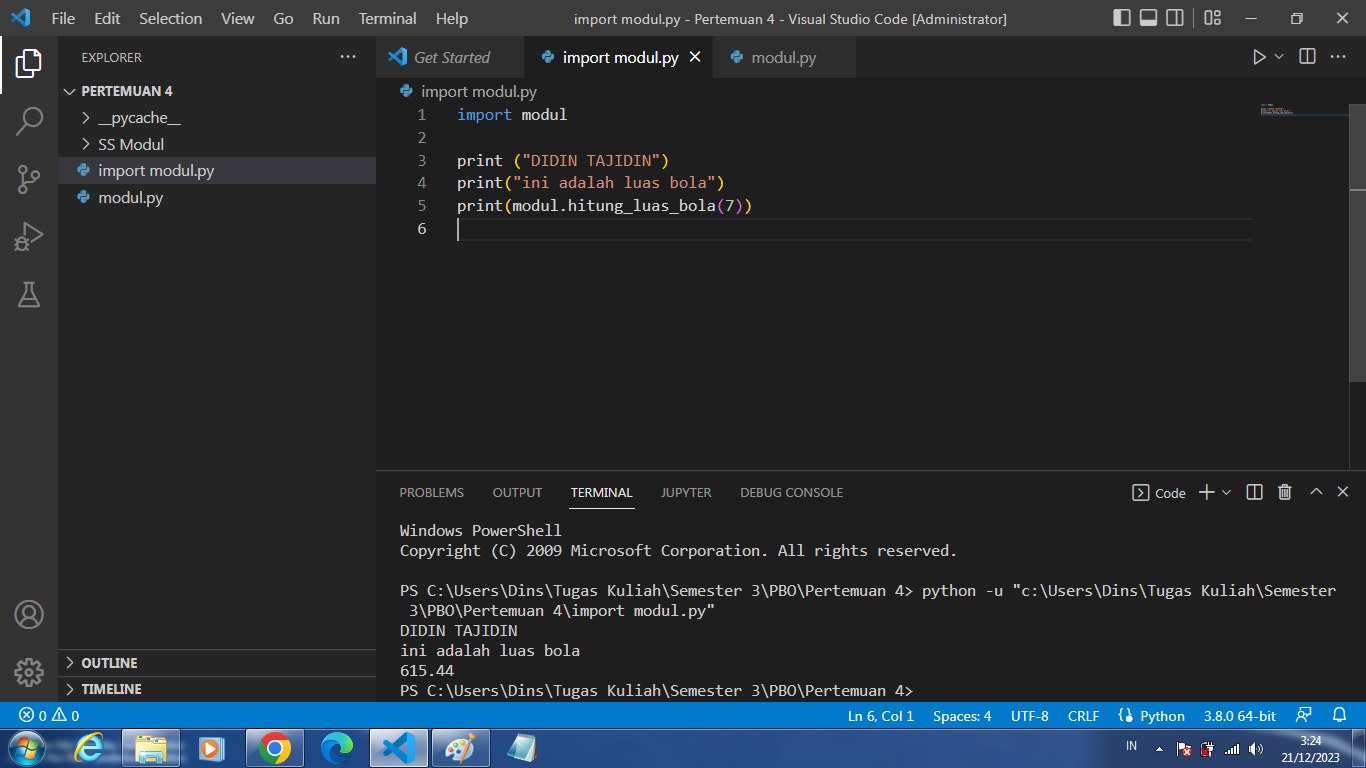 File Edit Selection View Go Run Terminal Help
import modul.py - Pertemuan 4 - Visual Studio Code [Administrator]
EXPLORER
PERTEMUAN 4
__pycache__
SS Modul
import modul.py
modul.py
OUTLINE
TIMELINE
Get Started
import modul.py
modul.py
import modul.py
1 import modul
2
3 print ("DIDIN TAJIDIN")
4 print("ini adalah luas bola")
5 print(modul.hitung_luas_bola(7))
6
PROBLEMS OUTPUT TERMINAL JUPYTER DEBUG CONSOLE
Code
Windows PowerShell
Copyright (C) 2009 Microsoft Corporation. All rights reserved.
PS C:\Users\Dins\Tugas Kuliah\Semester 3\PBO\Pertemuan 4> python -u "c:\Users\Dins\Tugas Kuliah\Semester
3\PBO\Pertemuan 4\import modul.py"
DIDIN TAJIDIN
ini adalah luas bola
615.44
PS C:\Users\Dins\Tugas Kuliah\Semester 3\PBO\Pertemuan 4>
0 0
Ln 6, Col 1 Spaces: 4 UTF-8 CRLF Python 3.8.0 64-bit
IN
3:24
21/12/2023